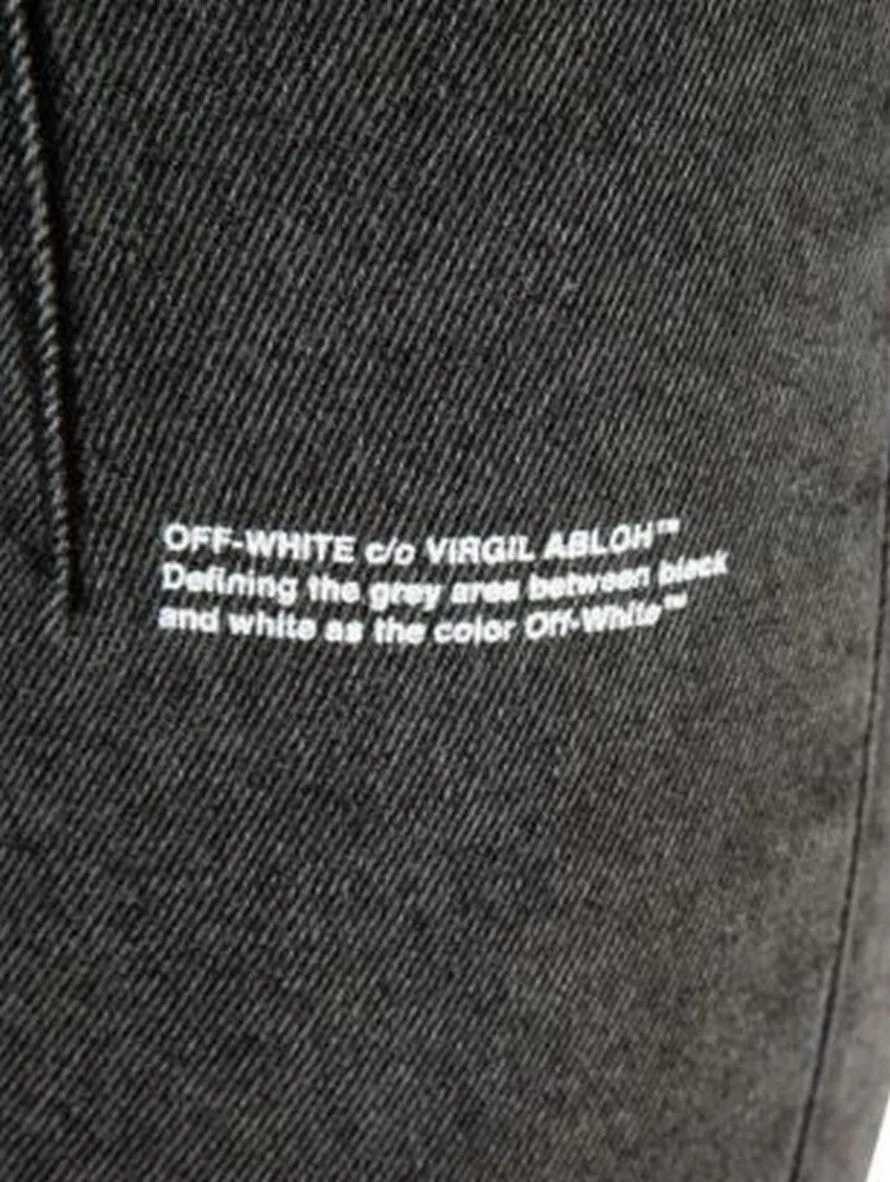 OFF-WHITE c/o VIRGIL ABLOH™
Defining the grey area between black
and white as the color Off-White™